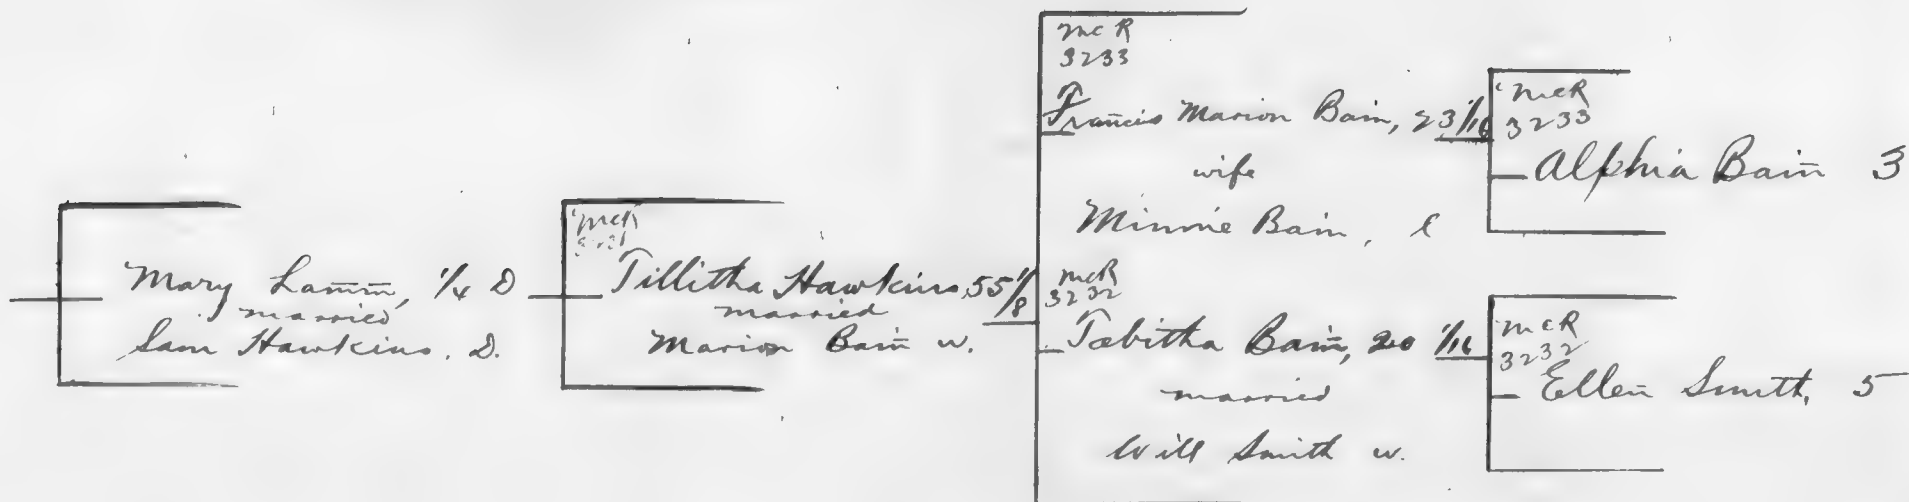 Mary Lamm, 1/4 D
married
Sam Hawkins. D.
McR
Tillitha Hawkins, 55 1/8
married
Marion Bain w.
McR
3233
Francis Marion Bain, 23 1/16
wife
Minnie Bain,
McR
3232
Tabitha Bain, 20 1/16
married
Will Smith w.
McR
3233
Alphia Bain 3
McR
3232
Ellen Smith, 5